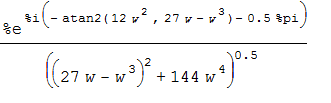 %e^(%i(-atan2(12 w^2, 27 w-w^3)-0.5 %pi))
((27 w-w^3)^2+144 w^4)^0.5